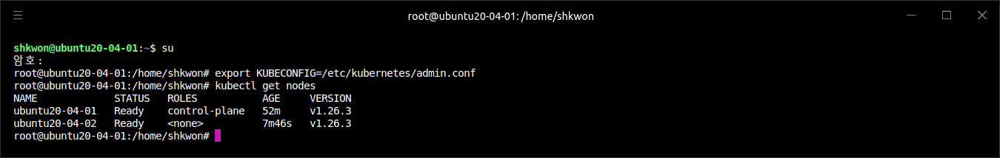 root@ubuntu20-04-01: /home/shkwon
shkwon@ubuntu20-04-01:~$ su
암호:
root@ubuntu20-04-01:/home/shkwon# export KUBECONFIG=/etc/kubernetes/admin.conf
root@ubuntu20-04-01:/home/shkwon# kubectl get nodes
NAME             STATUS   ROLES           AGE     VERSION
ubuntu20-04-01   Ready    control-plane   52m     v1.26.3
ubuntu20-04-02   Ready    <none>          7m46s   v1.26.3
root@ubuntu20-04-01:/home/shkwon#